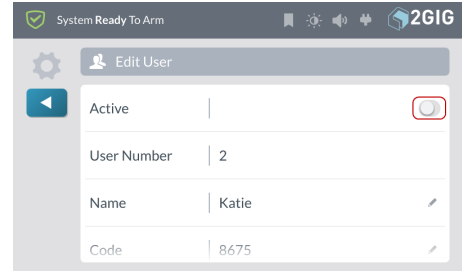 System Ready To Arm
2GIG
Edit User
Active
User Number 2
Name Katie
Code 8675